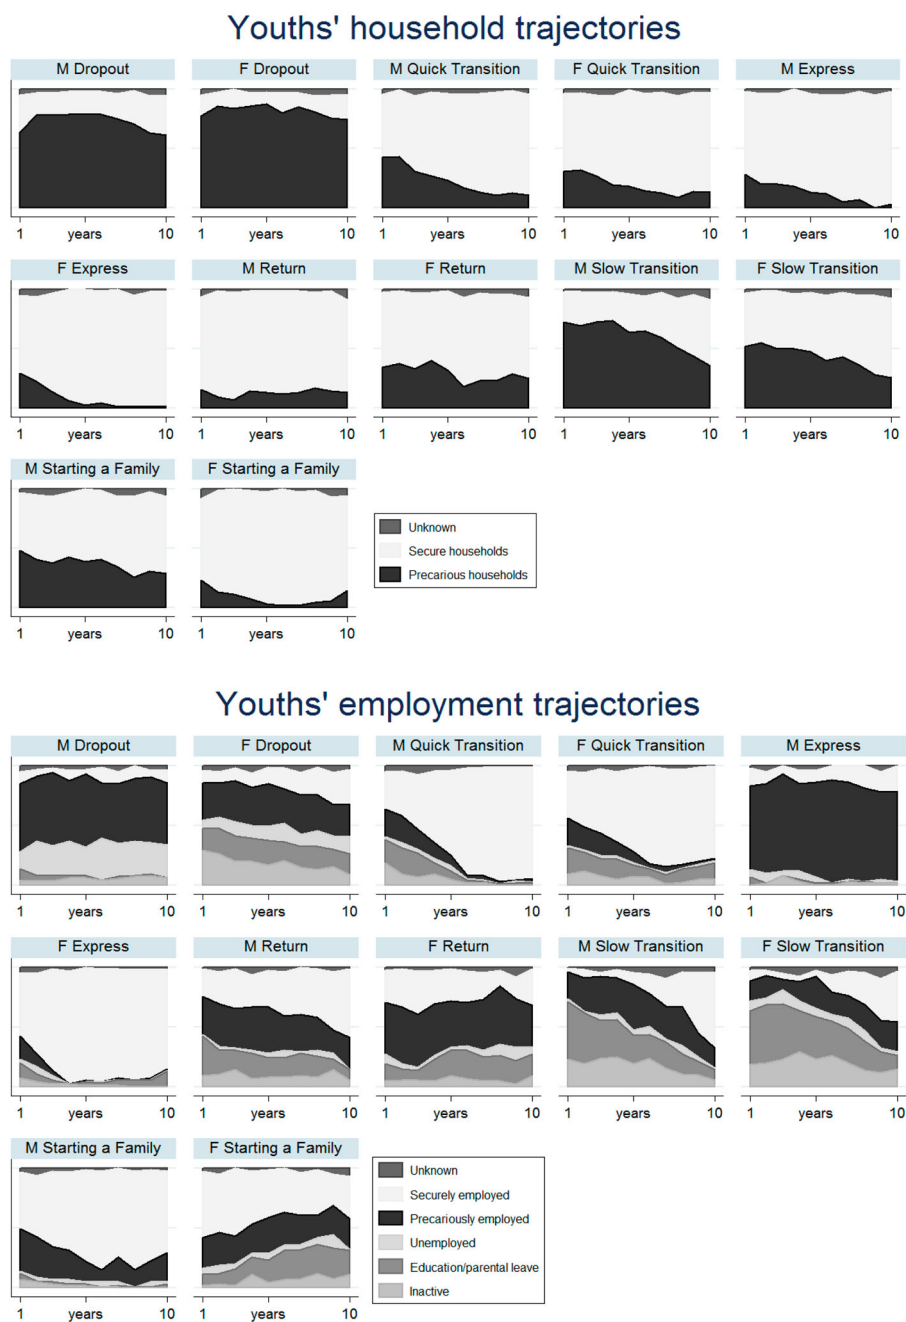 Youths' household trajectories
M Dropout
F Dropout
M Quick Transition
F Quick Transition
M Express
1 years 10
1 years 10
1 years 10
1 years 10
1 years 10
F Express
M Return
F Return
M Slow Transition
F Slow Transition
1 years 10
1 years 10
1 years 10
1 years 10
1 years 10
M Starting a Family
F Starting a Family
1 years 10
1 years 10
Unknown
Secure households
Precarious households
Youths' employment trajectories
M Dropout
F Dropout
M Quick Transition
F Quick Transition
M Express
1 years 10
1 years 10
1 years 10
1 years 10
1 years 10
F Express
M Return
F Return
M Slow Transition
F Slow Transition
1 years 10
1 years 10
1 years 10
1 years 10
1 years 10
M Starting a Family
F Starting a Family
1 years 10
1 years 10
Unknown
Securely employed
Precariously employed
Unemployed
Education/parental leave
Inactive